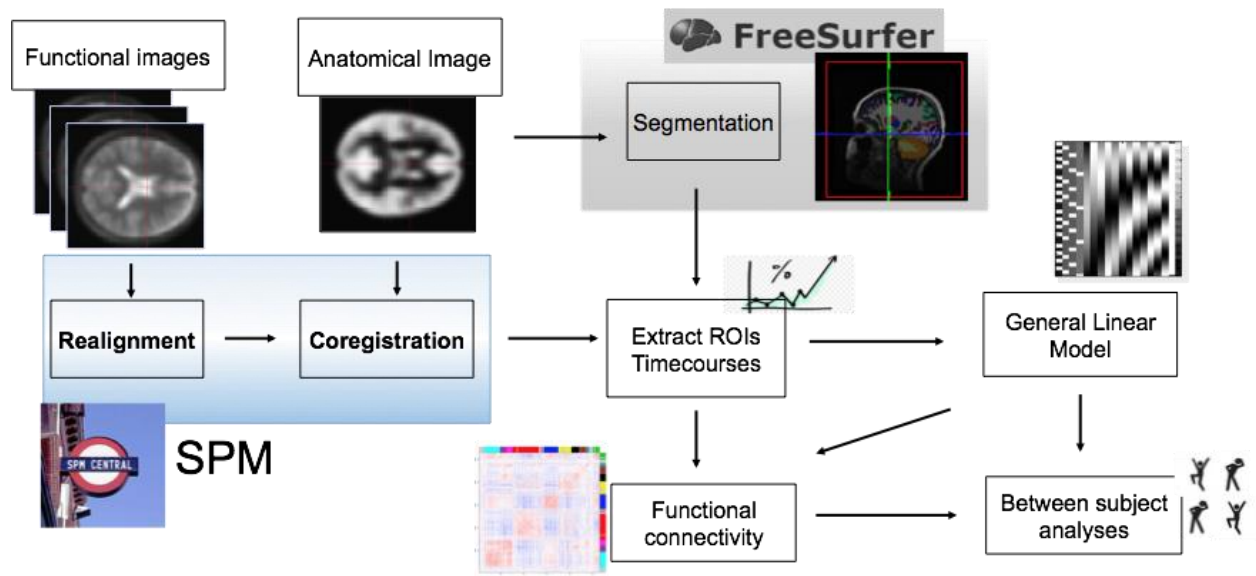 FreeSurfer
Functional images
Anatomical Image
Segmentation
%
Realignment
Coregistration
Extract ROIs
Timecourses
General Linear
Model
SPM CENTRAL
SPM
Functional
connectivity
Between subject
analyses